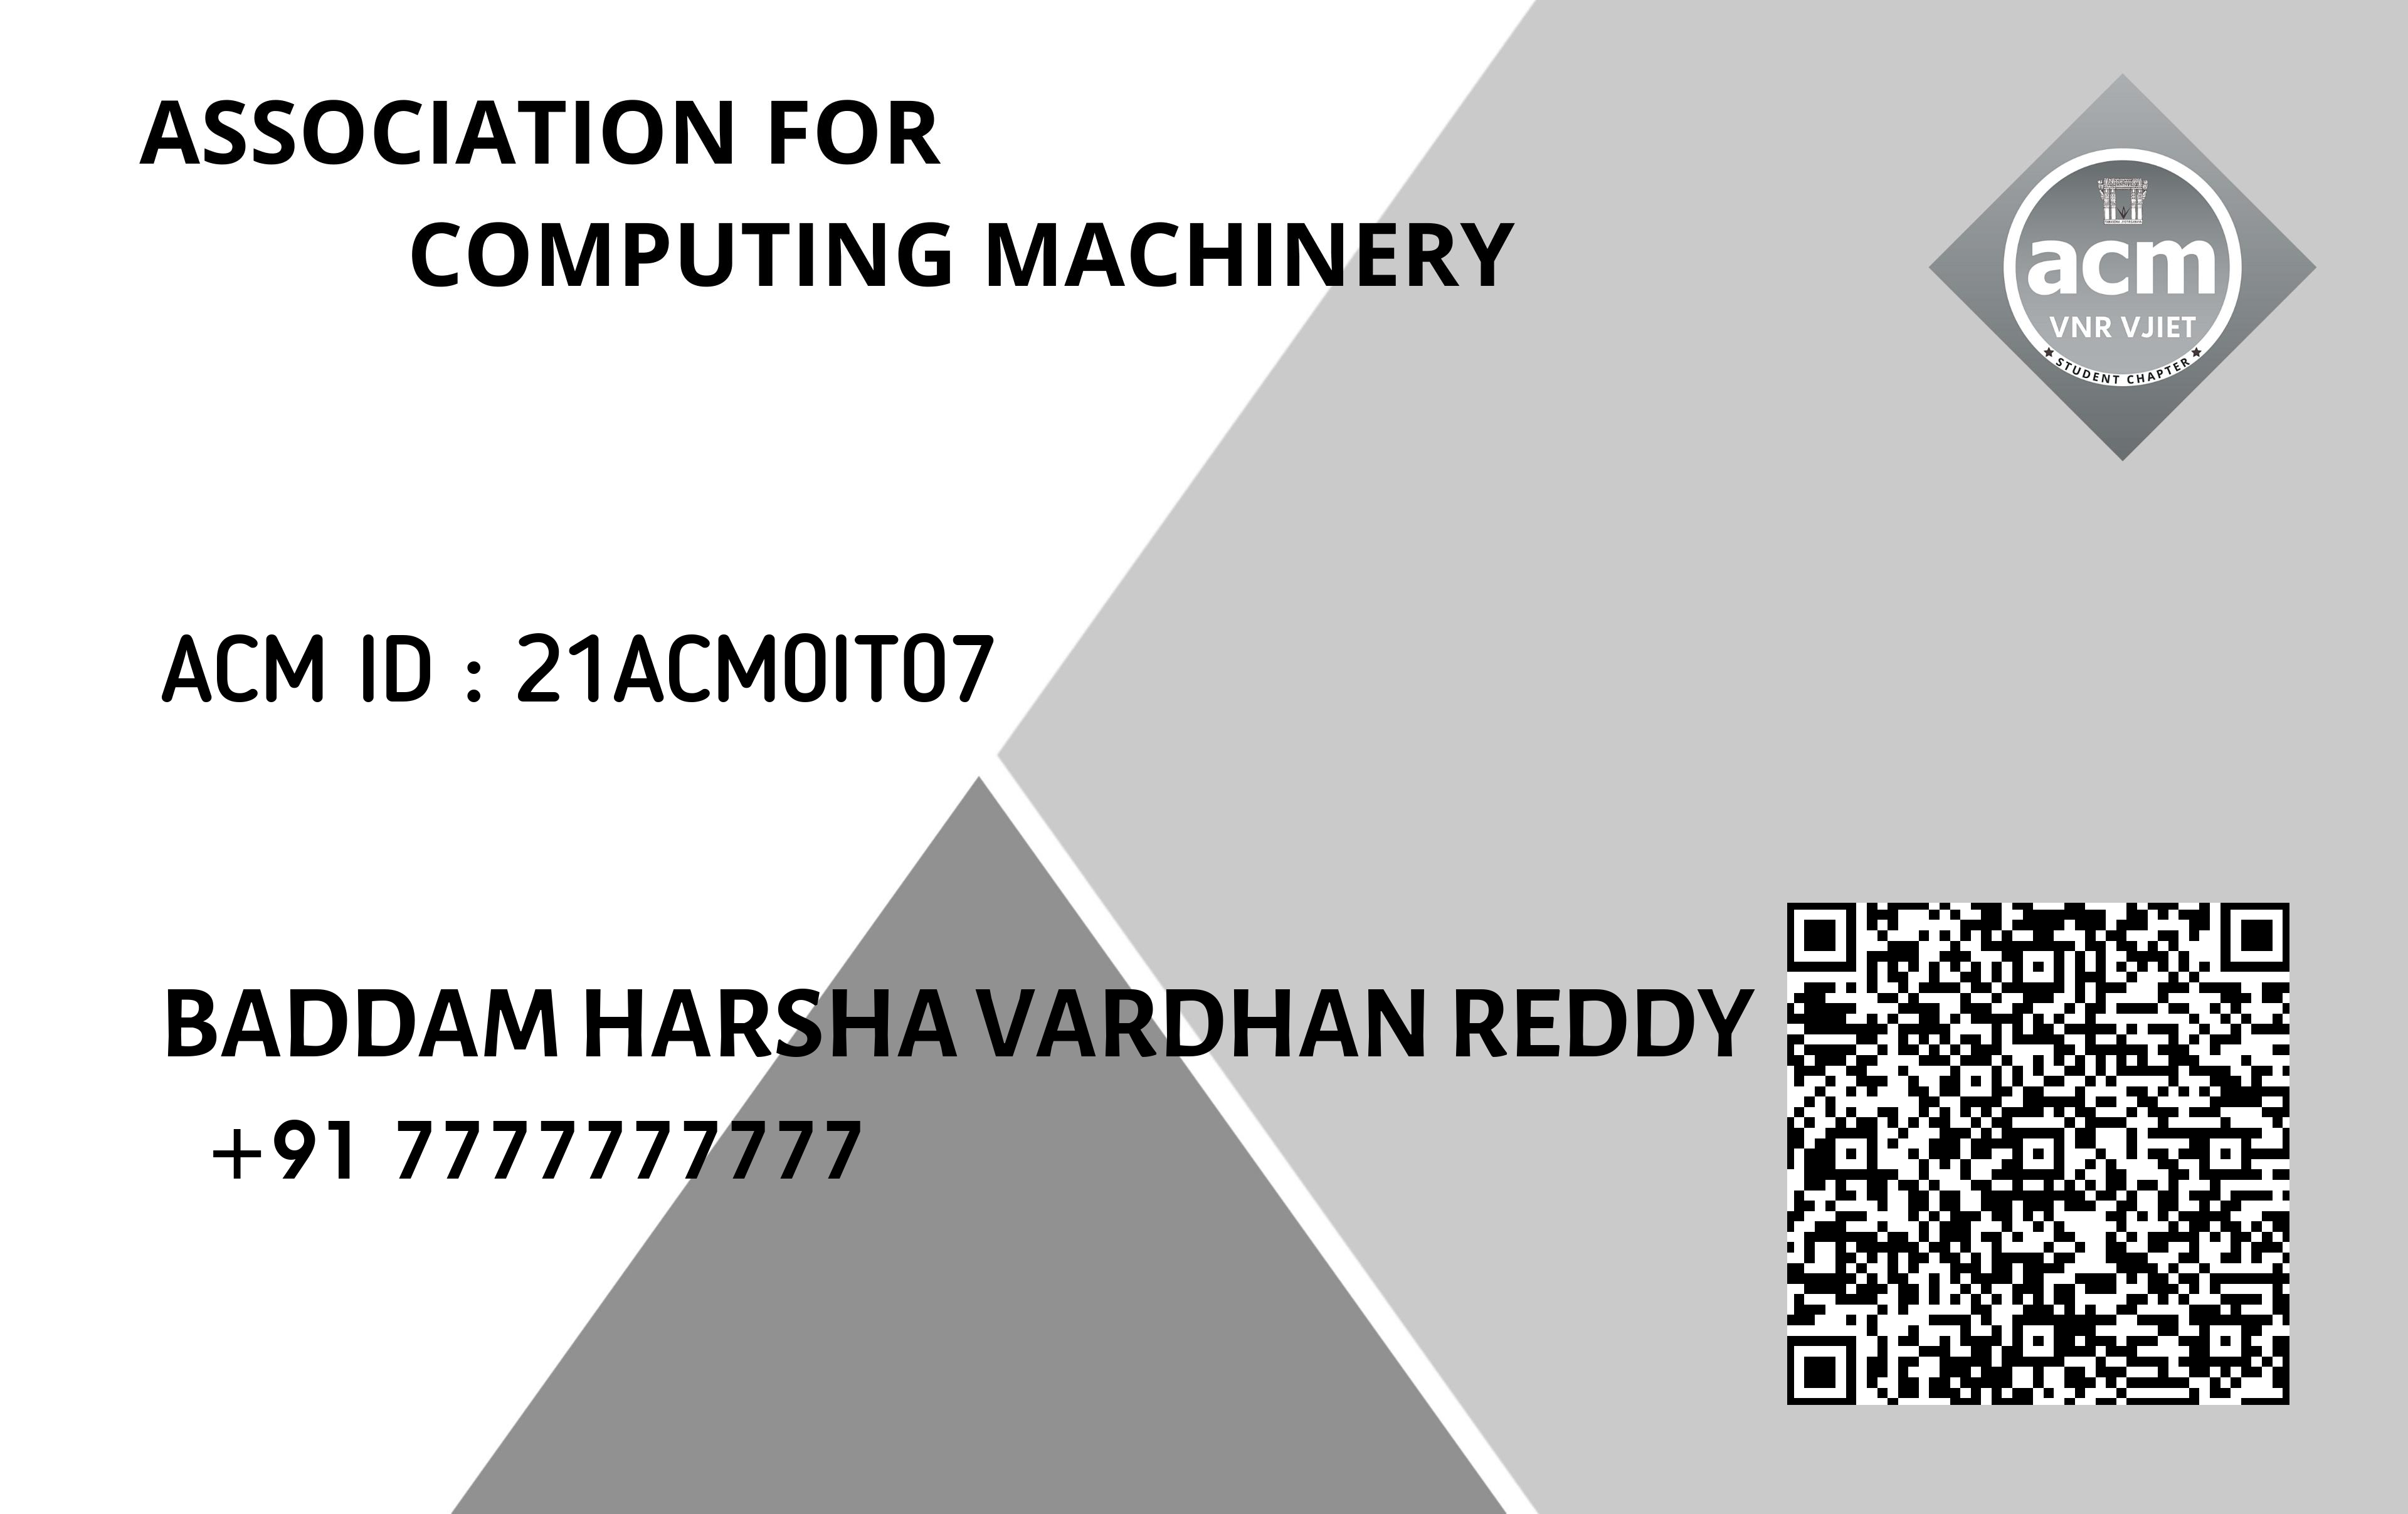 ASSOCIATION FOR
COMPUTING MACHINERY
acm
VNR VJIET
★ STUDENT CHAPTER ★
ACM ID : 21ACM0IT07
BADDAM HARSHA VARDHAN REDDY
+91 7777777777